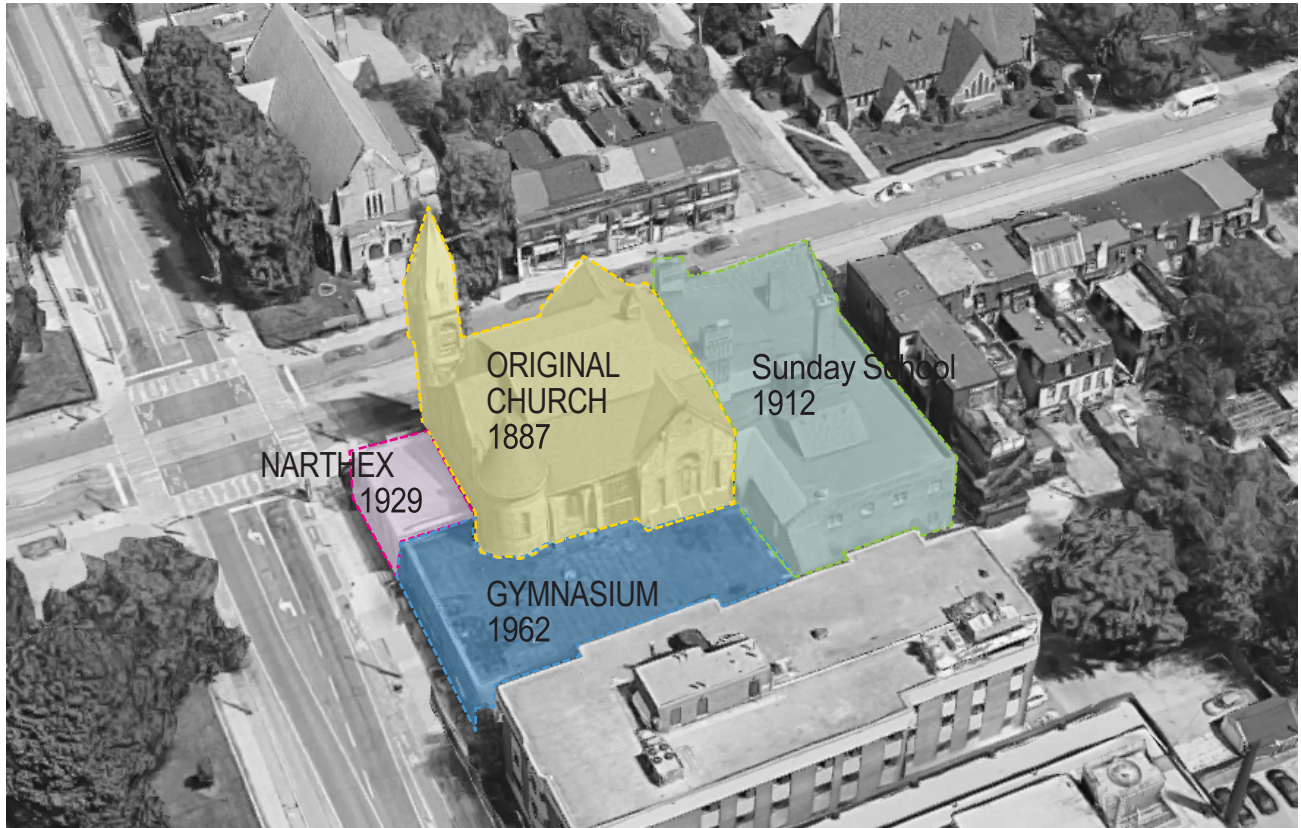 ORIGINAL
CHURCH
1887
Sunday School
1912
NARTHEX
1929
GYMNASIUM
1962